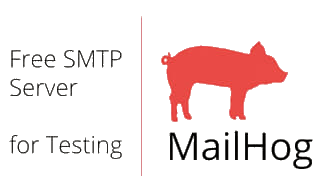 Free SMTP
Server
for Testing
MailHog